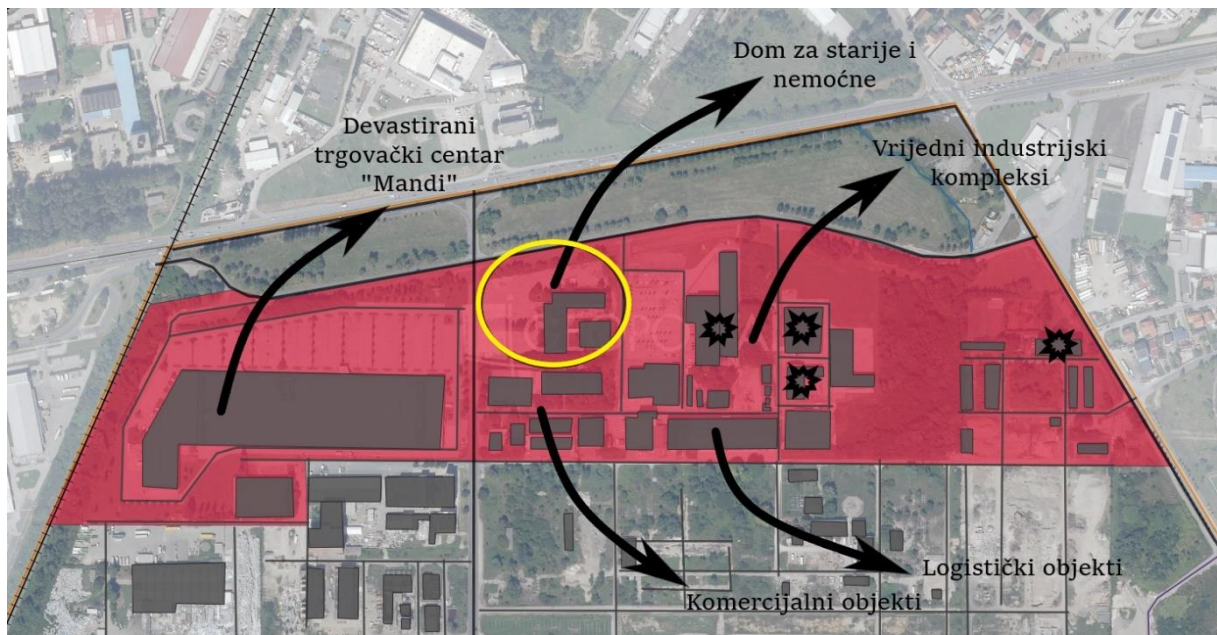 Dom za starije i
nemoćne
Devastirani
trgovački centar
"Mandi"
Vrijedni industrijski
kompleksi
Logistički objekti
Komercijalni objekti